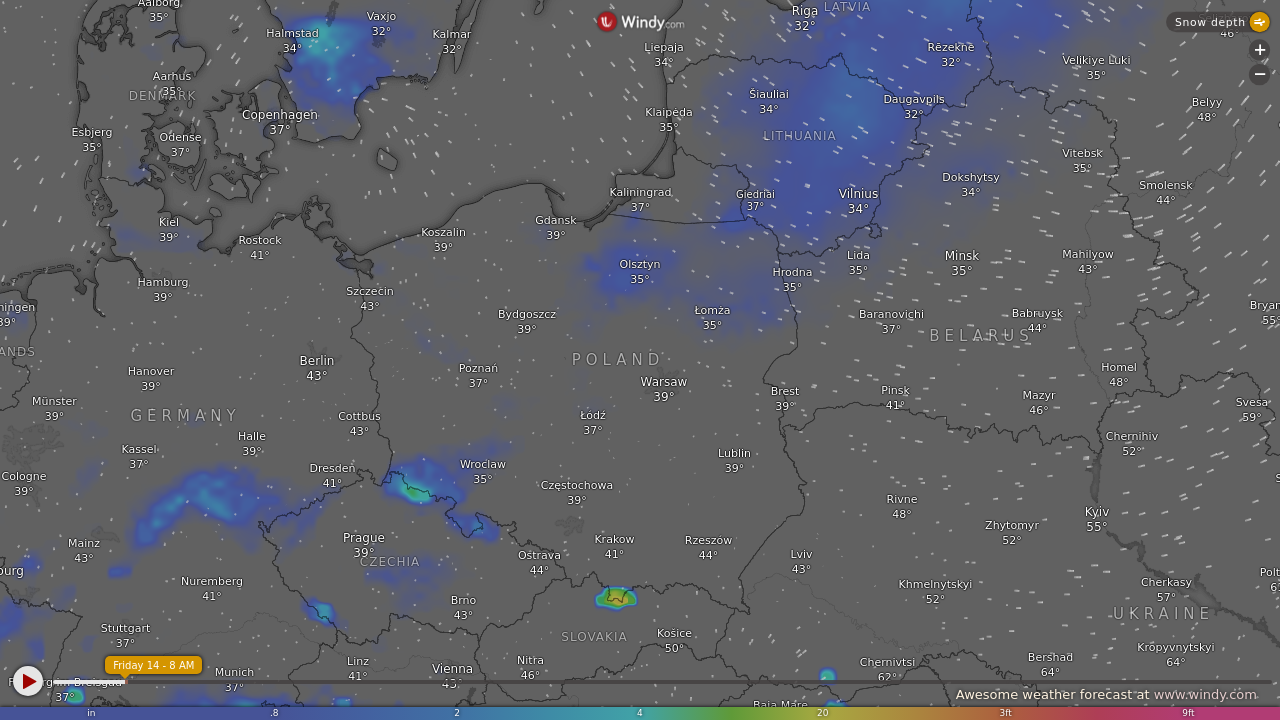 Aalborg
35°
Vaxjo
32°
Halmstad
34°
Kalmar
32°
Windy.com
Riga
32°
LATVIA
Snow depth
46°
Liepaja
34°
Rēzekne
32°
Velikiye Luki
35°
+
−
Aarhus
35°
DENMARK
Šiauliai
34°
Daugavpils
32°
Belyy
48°
Copenhagen
37°
Klaipėda
35°
Esbjerg
35°
Odense
37°
LITHUANIA
Vitebsk
35°
Dokshytsy
34°
Smolensk
44°
Kaliningrad
37°
Giedriai
37°
Vilnius
34°
Kiel
39°
Gdansk
39°
Koszalin
39°
Rostock
41°
Lida
35°
Minsk
35°
Mahilyow
43°
Olsztyn
35°
Hrodna
35°
Hamburg
39°
Szczecin
43°
ningen
39°
Bydgoszcz
39°
Łomża
35°
Baranovichi
37°
Babruysk
44°
Bryan
55°
BELARUS
ANDS
POLAND
Berlin
43°
Hanover
39°
Poznań
37°
Warsaw
39°
Homel
48°
Brest
39°
Pinsk
41°
Mazyr
46°
Münster
39°
Svesa
59°
GERMANY
Cottbus
43°
Łódź
37°
Halle
39°
Chernihiv
52°
Kassel
37°
Lublin
39°
Dresden
41°
Wroclaw
35°
Cologne
39°
Częstochowa
39°
Rivne
48°
Kyiv
55°
Zhytomyr
52°
Prague
39°
Krakow
41°
Rzeszów
44°
Mainz
43°
Ostrava
44°
Lviv
43°
CZECHIA
burg
Nuremberg
41°
Khmelnytskyi
52°
Cherkasy
57°
Polt
Brno
43°
UKRAINE
Stuttgart
37°
SLOVAKIA
Košice
50°
Kropyvnytskyi
64°
Friday 14 - 8 AM
Linz
41°
Nitra
46°
Chernivtsi
62°
Bershad
64°
Vienna
45°
Munich
37°
37°
Awesome weather forecast at www.windy.com
Baia Mare
in
.8
2
4
20
3ft
9ft